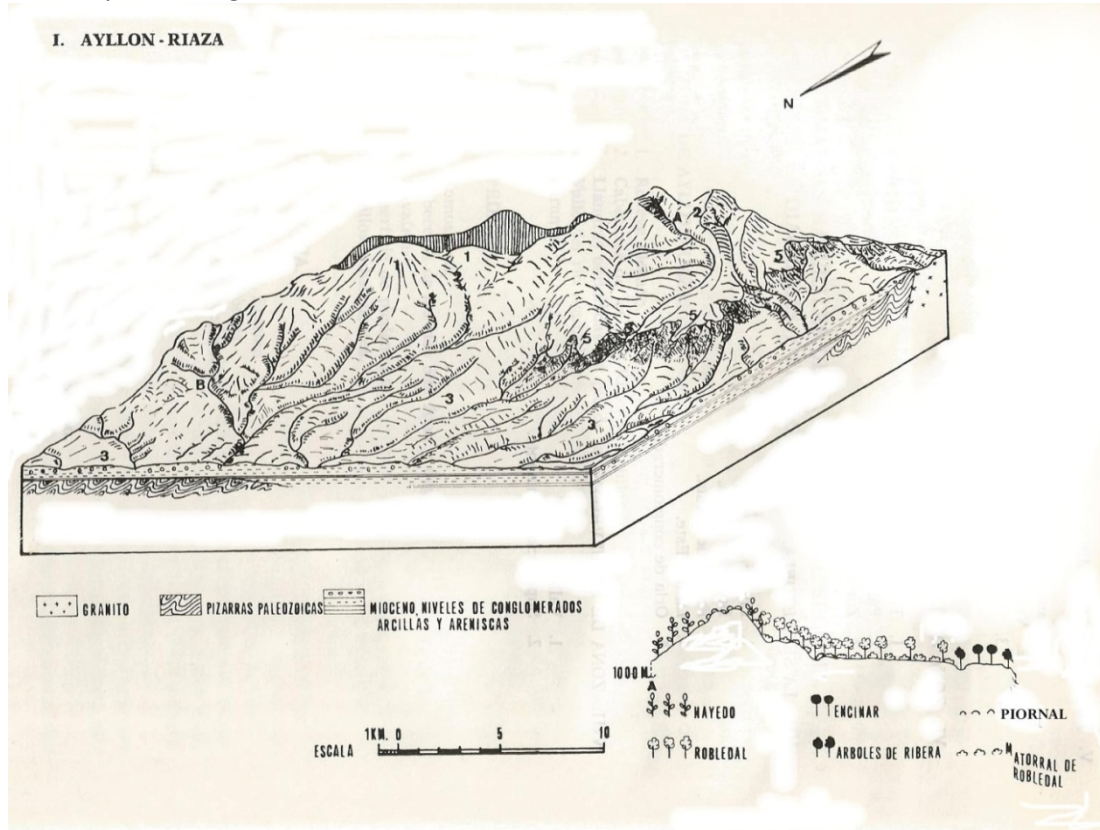 I. AYLLON - RIAZA
N
A
2
1
5
5
5
B
3
4
3
3
GRANITO
PIZARRAS PALEOZOICAS
MIOCENO, NIVELES DE CONGLOMERADOS
ARCILLAS Y ARENISCAS
1000 M.
A
HAYEDO
ENCINAR
PIORNAL
ROBLEDAL
ARBOLES DE RIBERA
MATORRAL DE
ROBLEDAL
ESCALA
1KM. 0
5
10